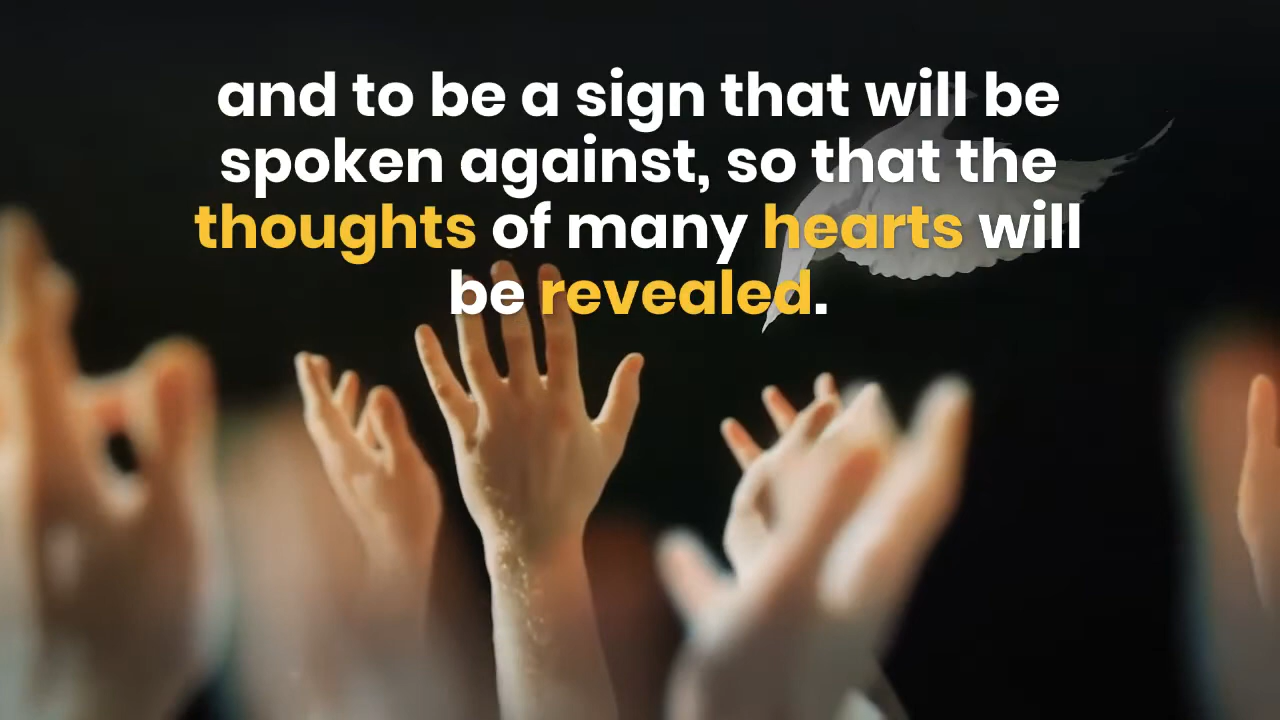 and to be a sign that will be
spoken against, so that the
thoughts of many hearts will
be revealed.